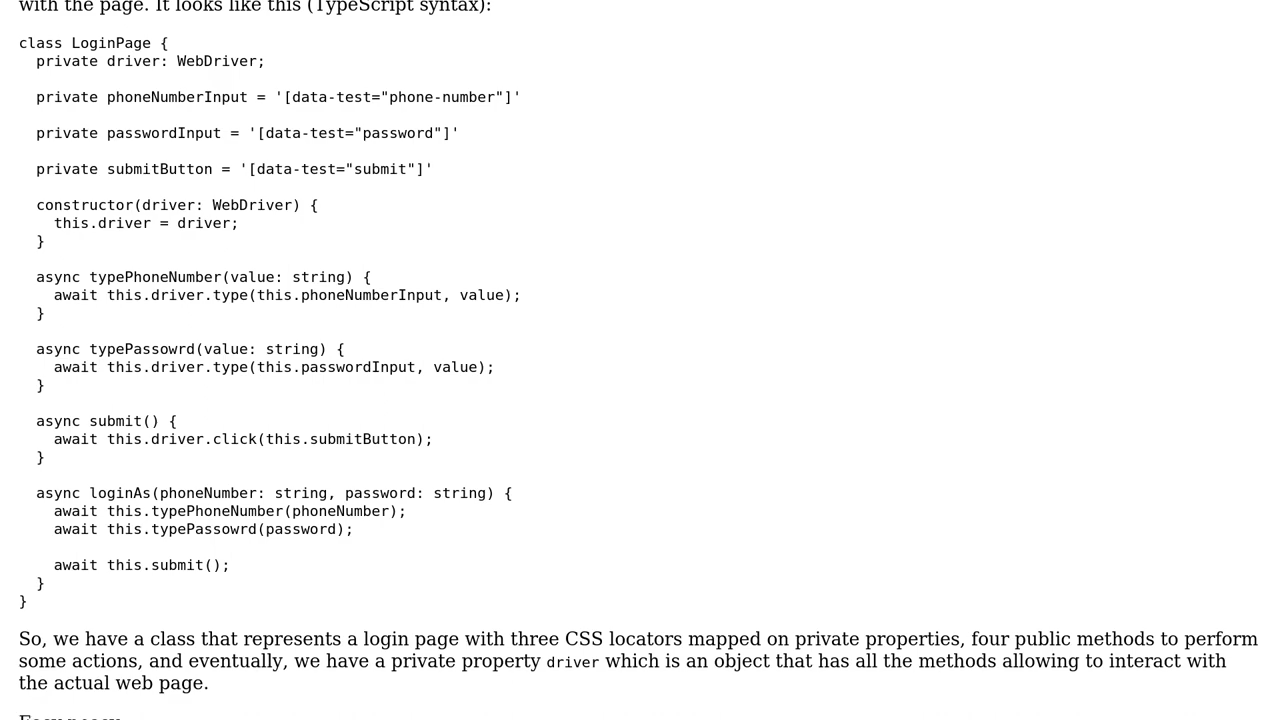 with the page. It looks like this (TypeScript syntax):
class LoginPage {
  private driver: WebDriver;
  private phoneNumberInput = '[data-test="phone-number"]'
  private passwordInput = '[data-test="password"]'
  private submitButton = '[data-test="submit"]'
  constructor(driver: WebDriver) {
    this.driver = driver;
  }
  async typePhoneNumber(value: string) {
    await this.driver.type(this.phoneNumberInput, value);
  }
  async typePassowrd(value: string) {
    await this.driver.type(this.passwordInput, value);
  }
  async submit() {
    await this.driver.click(this.submitButton);
  }
  async loginAs(phoneNumber: string, password: string) {
    await this.typePhoneNumber(phoneNumber);
    await this.typePassowrd(password);
    await this.submit();
  }
}
So, we have a class that represents a login page with three CSS locators mapped on private properties, four public methods to perform
some actions, and eventually, we have a private property driver which is an object that has all the methods allowing to interact with
the actual web page.